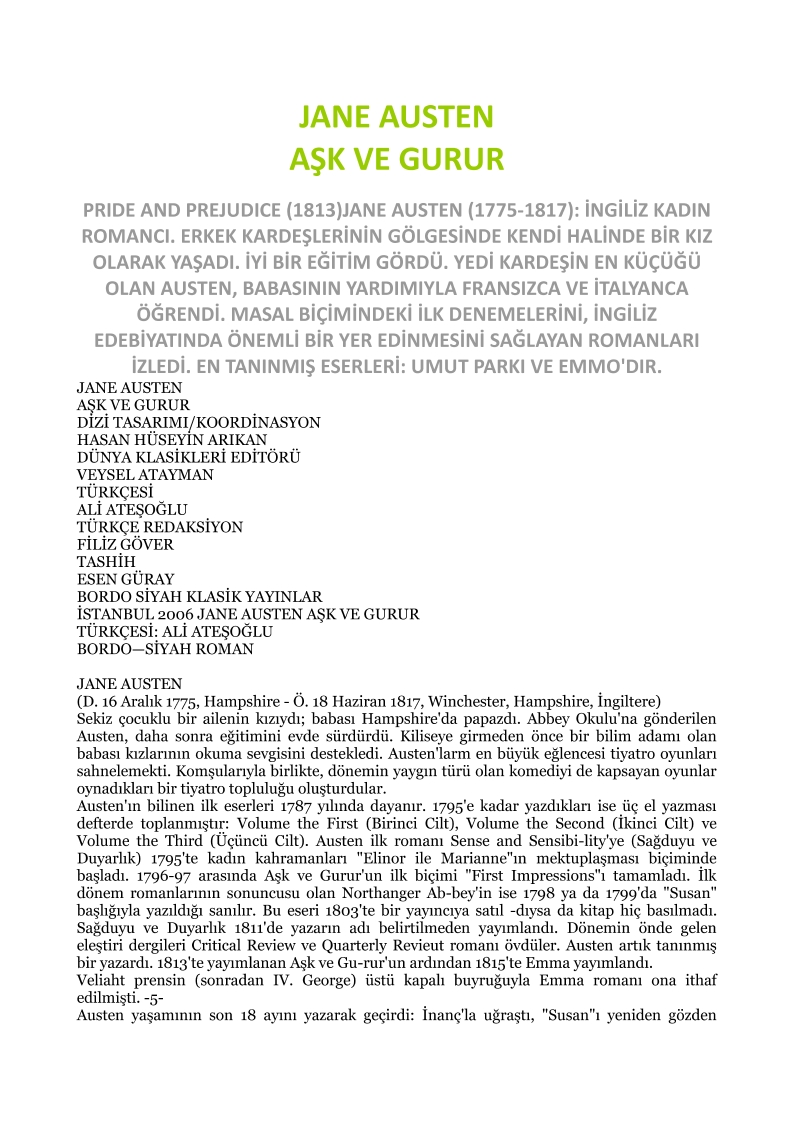 JANE AUSTEN
AŞK VE GURUR
PRIDE AND PREJUDICE (1813)JANE AUSTEN (1775-1817): İNGİLİZ KADIN
ROMANCI. ERKEK KARDEŞLERİNİN GÖLGESİNDE KENDİ HALİNDE BİR KIZ
OLARAK YAŞADI. İYİ BİR EĞİTİM GÖRDÜ. YEDİ KARDEŞİN EN KÜÇÜĞÜ
OLAN AUSTEN, BABASININ YARDIMIYLA FRANSIZCA VE İTALYANCA
ÖĞRENDİ. MASAL BİÇİMİNDEKİ İLK DENEMELERİNİ, İNGİLİZ
EDEBİYATINDA ÖNEMLİ BİR YER EDİNMESİNİ SAĞLAYAN ROMANLARI
İZLEDİ. EN TANINMIŞ ESERLERİ: UMUT PARKI VE EMMO'DIR.
JANE AUSTEN
AŞK VE GURUR
DİZİ TASARIMI/KOORDİNASYON
HASAN HÜSEYİN ARIKAN
DÜNYA KLASİKLERİ EDİTÖRÜ
VEYSEL ATAYMAN
TÜRKÇESİ
ALİ ATEŞOĞLU
TÜRKÇE REDAKSİYON
FİLİZ GÖVER
TASHİH
ESEN GÜRAY
BORDO SİYAH KLASİK YAYINLAR
İSTANBUL 2006 JANE AUSTEN AŞK VE GURUR
TÜRKÇESİ: ALİ ATEŞOĞLU
BORDO—SİYAH ROMAN
JANE AUSTEN
(D. 16 Aralık 1775, Hampshire - Ö. 18 Haziran 1817, Winchester, Hampshire, İngiltere)
Sekiz çocuklu bir ailenin kızıydı; babası Hampshire'da papazdı. Abbey Okulu'na gönderilen
Austen, daha sonra eğitimini evde sürdürdü. Kiliseye girmeden önce bir bilim adamı olan
babası kızlarının okuma sevgisini destekledi. Austen'larm en büyük eğlencesi tiyatro oyunları
sahnelemekti. Komşularıyla birlikte, dönemin yaygın türü olan komediyi de kapsayan oyunlar
oynadıkları bir tiyatro topluluğu oluşturdular.
Austen'ın bilinen ilk eserleri 1787 yılında dayanır. 1795'e kadar yazdıkları ise üç el yazması
defterde toplanmıştır: Volume the First (Birinci Cilt), Volume the Second (İkinci Cilt) ve
Volume the Third (Üçüncü Cilt). Austen ilk romanı Sense and Sensibi-lity'ye (Sağduyu ve
Duyarlık) 1795'te kadın kahramanları "Elinor ile Marianne"ın mektuplaşması biçiminde
başladı. 1796-97 arasında Aşk ve Gurur'un ilk biçimi "First Impressions"ı tamamladı. İlk
dönem romanlarının sonuncusu olan Northanger Ab-bey'in ise 1798 ya da 1799'da "Susan"
başlığıyla yazıldığı sanılır. Bu eseri 1803'te bir yayıncıya satıl -dıysa da kitap hiç basılmadı.
Sağduyu ve Duyarlık 1811'de yazarın adı belirtilmeden yayımlandı. Dönemin önde gelen
eleştiri dergileri Critical Review ve Quarterly Revieut romanı övdüler. Austen artık tanınmış
bir yazardı. 1813'te yayımlanan Aşk ve Gu-rur'un ardından 1815'te Emma yayımlandı.
Veliaht prensin (sonradan IV. George) üstü kapalı buyruğuyla Emma romanı ona ithaf
edilmişti. -5-
Austen yaşamının son 18 ayını yazarak geçirdi: İnanç'la uğraştı, "Susan"ı yeniden gözden